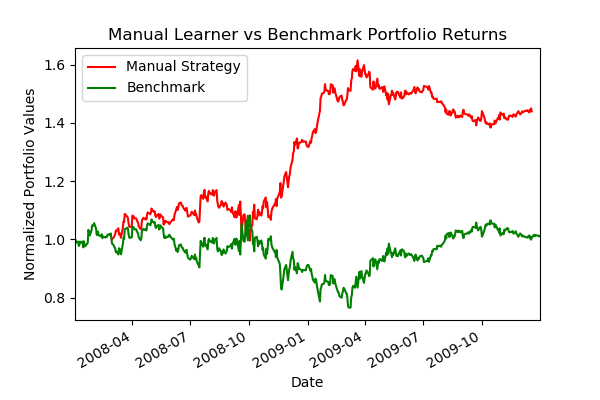 Manual Learner vs Benchmark Portfolio Returns
Manual Strategy
Benchmark
Normalized Portfolio Values
1.6
1.4
1.2
1.0
0.8
2008-04
2008-07
2008-10
2009-01
2009-04
2009-07
2009-10
Date